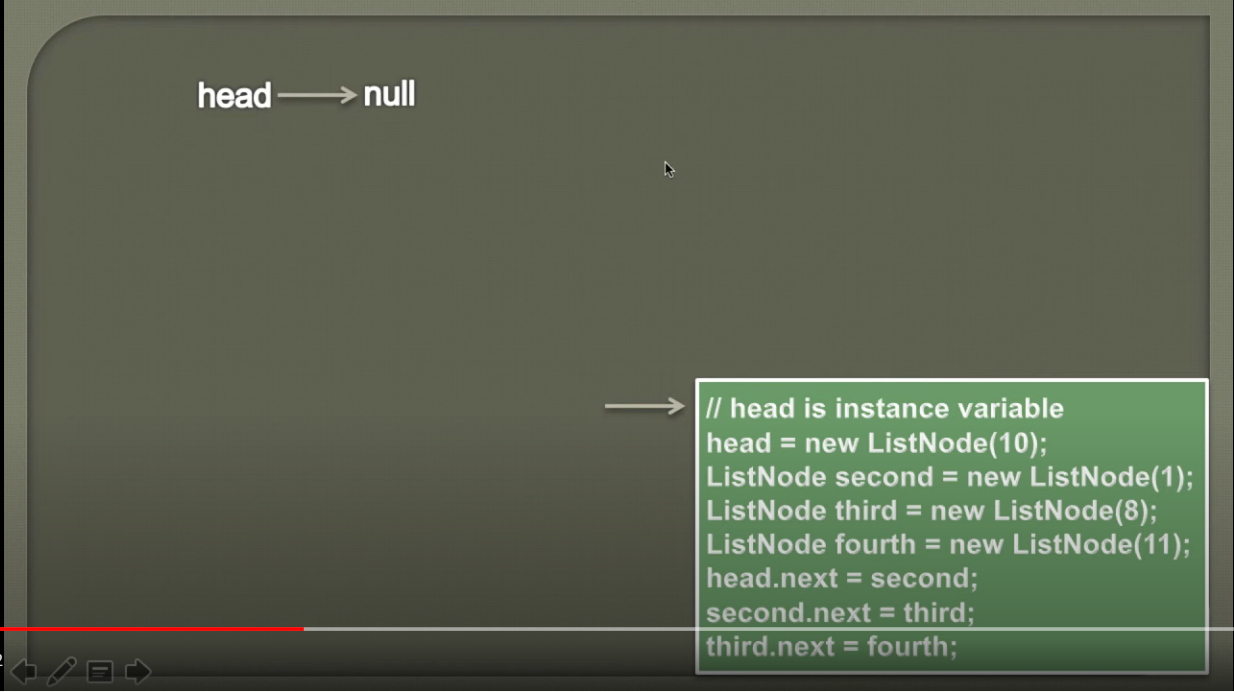 head null
// head is instance variable
head = new ListNode(10);
ListNode second = new ListNode(1);
ListNode third = new ListNode(8);
ListNode fourth = new ListNode(11);
head.next = second;
second.next = third;
third.next = fourth;
2